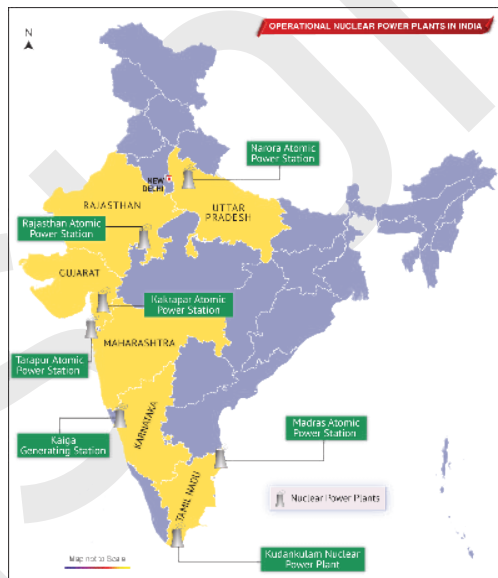 OPERATIONAL NUCLEAR POWER PLANTS IN INDIA
N
Narora Atomic
Power Station
NEW
DELHI
RAJASTHAN
UTTAR
PRADESH
Rajasthan Atomic
Power Station
GUJARAT
Kakrapar Atomic
Power Station
MAHARASHTRA
Tarapur Atomic
Power Station
KARNATAKA
Kaiga
Generating Station
Madras Atomic
Power Station
TAMIL NADU
Nuclear Power Plants
Kudankulam Nuclear
Power Plant
Map not to Scale